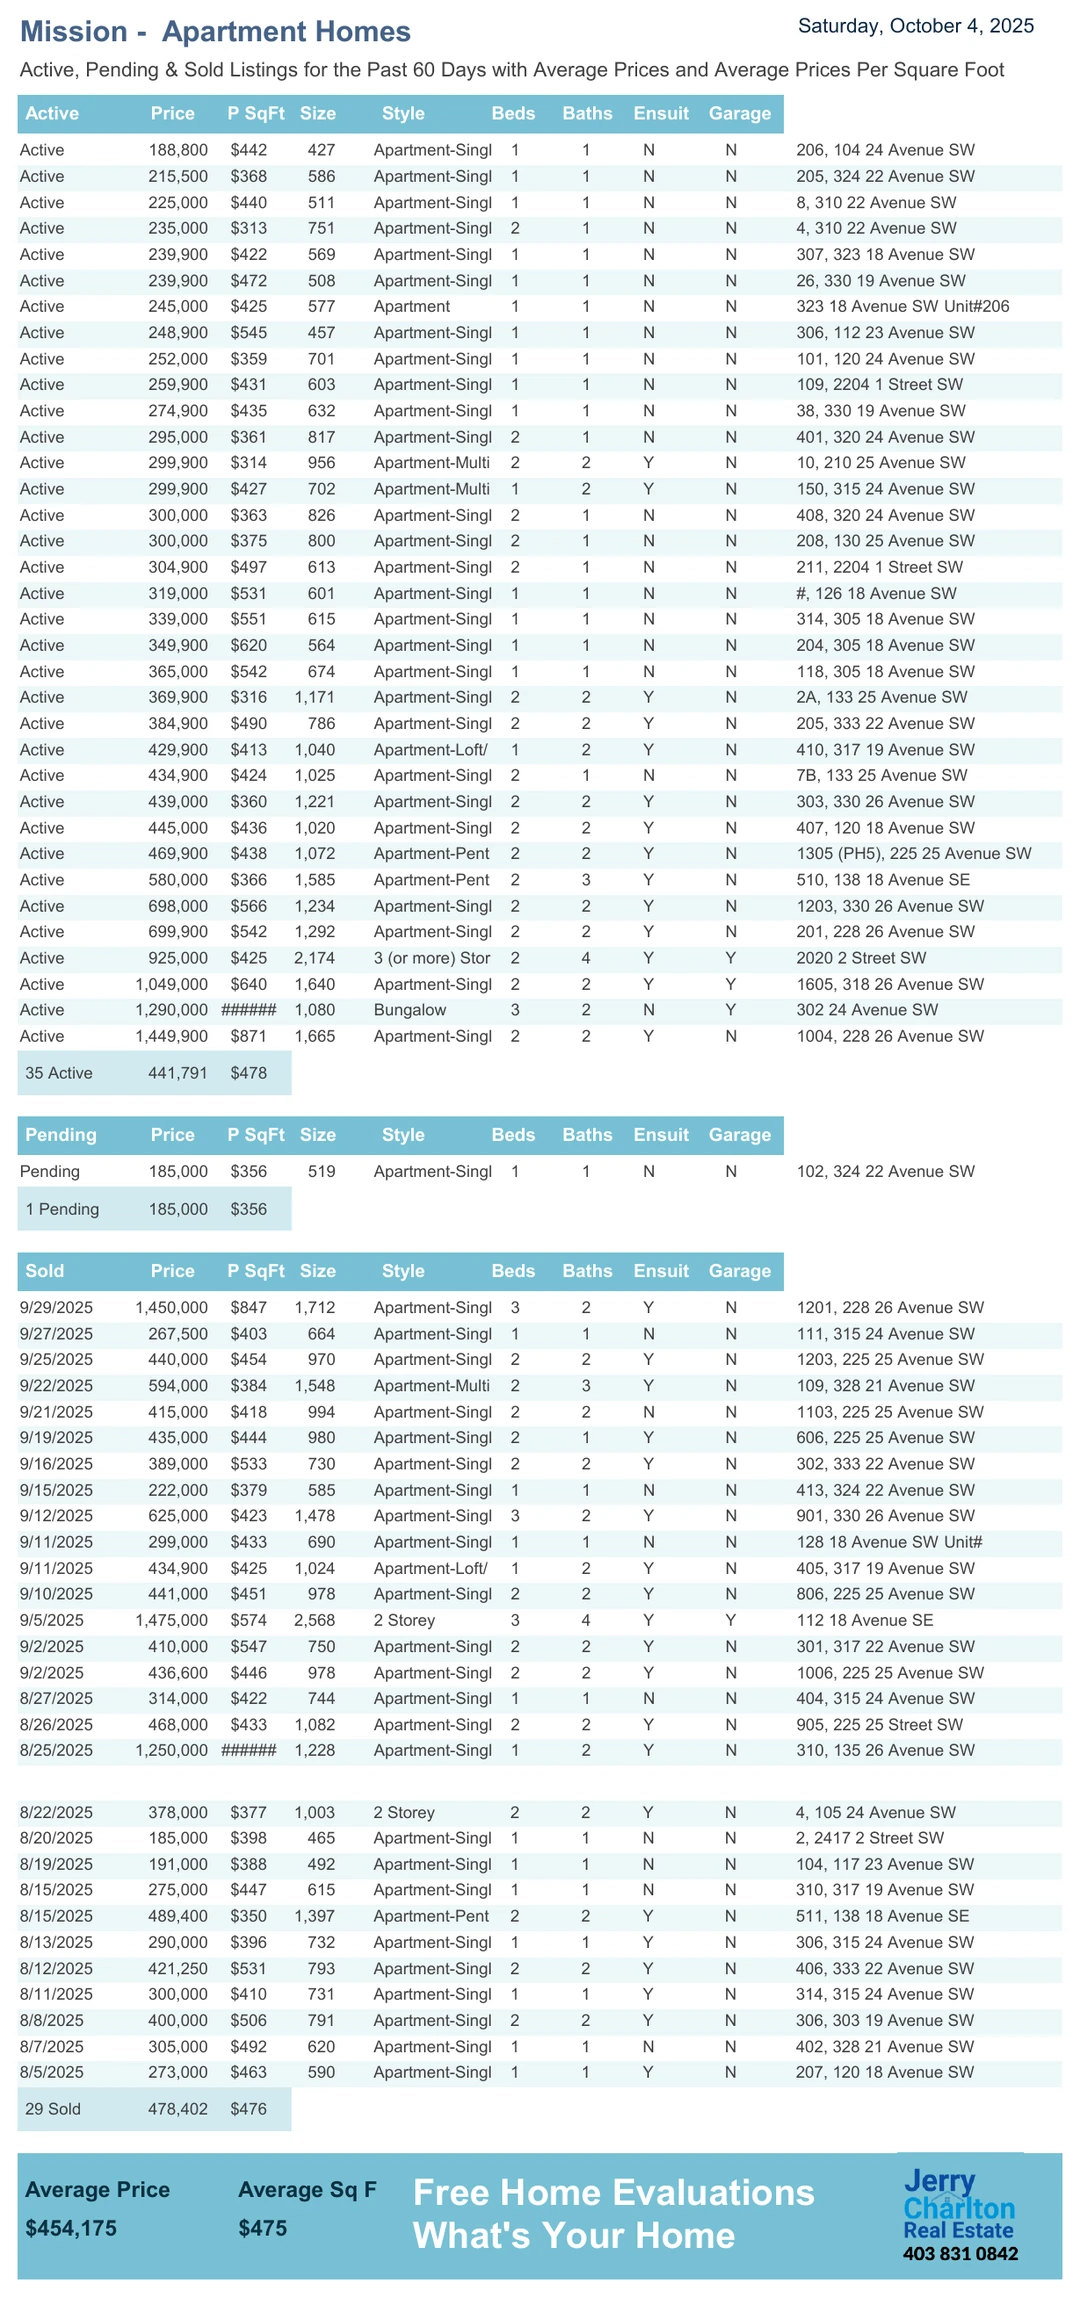 Mission -  Apartment Homes
Saturday, October 4, 2025
Active, Pending & Sold Listings for the Past 60 Days with Average Prices and Average Prices Per Square Foot
Active Price P SqFt Size Style Beds Baths Ensuit Garage
Active 188,800 $442 427 Apartment-Singl 1 1 N N 206, 104 24 Avenue SW
Active 215,500 $368 586 Apartment-Singl 1 1 N N 205, 324 22 Avenue SW
Active 225,000 $440 511 Apartment-Singl 1 1 N N 8, 310 22 Avenue SW
Active 235,000 $313 751 Apartment-Singl 2 1 N N 4, 310 22 Avenue SW
Active 239,900 $422 569 Apartment-Singl 1 1 N N 307, 323 18 Avenue SW
Active 239,900 $472 508 Apartment-Singl 1 1 N N 26, 330 19 Avenue SW
Active 245,000 $425 577 Apartment 1 1 N N 323 18 Avenue SW Unit#206
Active 248,900 $545 457 Apartment-Singl 1 1 N N 306, 112 23 Avenue SW
Active 252,000 $359 701 Apartment-Singl 1 1 N N 101, 120 24 Avenue SW
Active 259,900 $431 603 Apartment-Singl 1 1 N N 109, 2204 1 Street SW
Active 274,900 $435 632 Apartment-Singl 1 1 N N 38, 330 19 Avenue SW
Active 295,000 $361 817 Apartment-Singl 2 1 N N 401, 320 24 Avenue SW
Active 299,900 $314 956 Apartment-Multi 2 2 Y N 10, 210 25 Avenue SW
Active 299,900 $427 702 Apartment-Multi 1 2 Y N 150, 315 24 Avenue SW
Active 300,000 $363 826 Apartment-Singl 2 1 N N 408, 320 24 Avenue SW
Active 300,000 $375 800 Apartment-Singl 2 1 N N 208, 130 25 Avenue SW
Active 304,900 $497 613 Apartment-Singl 2 1 N N 211, 2204 1 Street SW
Active 319,000 $531 601 Apartment-Singl 1 1 N N #, 126 18 Avenue SW
Active 339,000 $551 615 Apartment-Singl 1 1 N N 314, 305 18 Avenue SW
Active 349,900 $620 564 Apartment-Singl 1 1 N N 204, 305 18 Avenue SW
Active 365,000 $542 674 Apartment-Singl 1 1 N N 118, 305 18 Avenue SW
Active 369,900 $316 1,171 Apartment-Singl 2 2 Y N 2A, 133 25 Avenue SW
Active 384,900 $490 786 Apartment-Singl 2 2 Y N 205, 333 22 Avenue SW
Active 429,900 $413 1,040 Apartment-Loft/ 1 2 Y N 410, 317 19 Avenue SW
Active 434,900 $424 1,025 Apartment-Singl 2 1 N N 7B, 133 25 Avenue SW
Active 439,000 $360 1,221 Apartment-Singl 2 2 Y N 303, 330 26 Avenue SW
Active 445,000 $436 1,020 Apartment-Singl 2 2 Y N 407, 120 18 Avenue SW
Active 469,900 $438 1,072 Apartment-Pent 2 2 Y N 1305 (PH5), 225 25 Avenue SW
Active 580,000 $366 1,585 Apartment-Pent 2 3 Y N 510, 138 18 Avenue SE
Active 698,000 $566 1,234 Apartment-Singl 2 2 Y N 1203, 330 26 Avenue SW
Active 699,900 $542 1,292 Apartment-Singl 2 2 Y N 201, 228 26 Avenue SW
Active 925,000 $425 2,174 3 (or more) Stor 2 4 Y Y 2020 2 Street SW
Active 1,049,000 $640 1,640 Apartment-Singl 2 2 Y Y 1605, 318 26 Avenue SW
Active 1,290,000 ###### 1,080 Bungalow 3 2 N Y 302 24 Avenue SW
Active 1,449,900 $871 1,665 Apartment-Singl 2 2 Y N 1004, 228 26 Avenue SW
35 Active 441,791 $478
Pending Price P SqFt Size Style Beds Baths Ensuit Garage
Pending 185,000 $356 519 Apartment-Singl 1 1 N N 102, 324 22 Avenue SW
1 Pending 185,000 $356
Sold Price P SqFt Size Style Beds Baths Ensuit Garage
9/29/2025 1,450,000 $847 1,712 Apartment-Singl 3 2 Y N 1201, 228 26 Avenue SW
9/27/2025 267,500 $403 664 Apartment-Singl 1 1 N N 111, 315 24 Avenue SW
9/25/2025 440,000 $454 970 Apartment-Singl 2 2 Y N 1203, 225 25 Avenue SW
9/22/2025 594,000 $384 1,548 Apartment-Multi 2 3 Y N 109, 328 21 Avenue SW
9/21/2025 415,000 $418 994 Apartment-Singl 2 2 N N 1103, 225 25 Avenue SW
9/19/2025 435,000 $444 980 Apartment-Singl 2 1 Y N 606, 225 25 Avenue SW
9/16/2025 389,000 $533 730 Apartment-Singl 2 2 Y N 302, 333 22 Avenue SW
9/15/2025 222,000 $379 585 Apartment-Singl 1 1 N N 413, 324 22 Avenue SW
9/12/2025 625,000 $423 1,478 Apartment-Singl 3 2 Y N 901, 330 26 Avenue SW
9/11/2025 299,000 $433 690 Apartment-Singl 1 1 N N 128 18 Avenue SW Unit#
9/11/2025 434,900 $425 1,024 Apartment-Loft/ 1 2 Y N 405, 317 19 Avenue SW
9/10/2025 441,000 $451 978 Apartment-Singl 2 2 Y N 806, 225 25 Avenue SW
9/5/2025 1,475,000 $574 2,568 2 Storey 3 4 Y Y 112 18 Avenue SE
9/2/2025 410,000 $547 750 Apartment-Singl 2 2 Y N 301, 317 22 Avenue SW
9/2/2025 436,600 $446 978 Apartment-Singl 2 2 Y N 1006, 225 25 Avenue SW
8/27/2025 314,000 $422 744 Apartment-Singl 1 1 N N 404, 315 24 Avenue SW
8/26/2025 468,000 $433 1,082 Apartment-Singl 2 2 Y N 905, 225 25 Street SW
8/25/2025 1,250,000 ###### 1,228 Apartment-Singl 1 2 Y N 310, 135 26 Avenue SW
8/22/2025 378,000 $377 1,003 2 Storey 2 2 Y N 4, 105 24 Avenue SW
8/20/2025 185,000 $398 465 Apartment-Singl 1 1 N N 2, 2417 2 Street SW
8/19/2025 191,000 $388 492 Apartment-Singl 1 1 N N 104, 117 23 Avenue SW
8/15/2025 275,000 $447 615 Apartment-Singl 1 1 N N 310, 317 19 Avenue SW
8/15/2025 489,400 $350 1,397 Apartment-Pent 2 2 Y N 511, 138 18 Avenue SE
8/13/2025 290,000 $396 732 Apartment-Singl 1 1 Y N 306, 315 24 Avenue SW
8/12/2025 421,250 $531 793 Apartment-Singl 2 2 Y N 406, 333 22 Avenue SW
8/11/2025 300,000 $410 731 Apartment-Singl 1 1 Y N 314, 315 24 Avenue SW
8/8/2025 400,000 $506 791 Apartment-Singl 2 2 Y N 306, 303 19 Avenue SW
8/7/2025 305,000 $492 620 Apartment-Singl 1 1 N N 402, 328 21 Avenue SW
8/5/2025 273,000 $463 590 Apartment-Singl 1 1 Y N 207, 120 18 Avenue SW
29 Sold 478,402 $476
Average Price Average Sq F
$454,175 $475
Free Home Evaluations
What's Your Home
Jerry
Charlton
Real Estate
403 831 0842